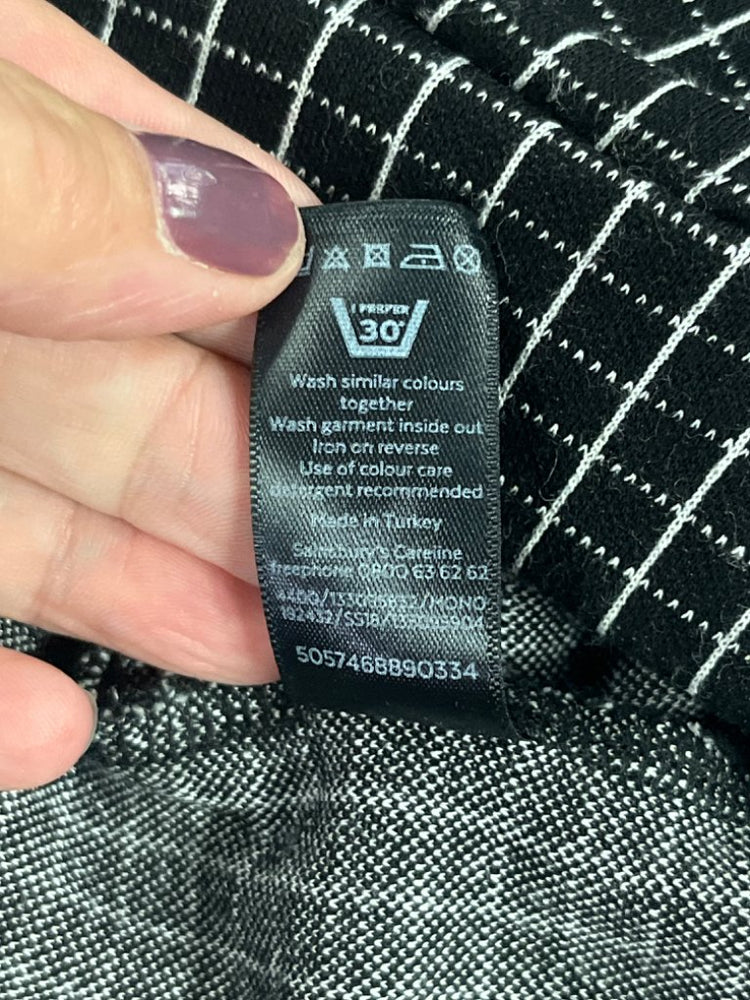 I PREFER
30°
Wash similar colours
together
Wash garment inside out
Iron on reverse
Use of colour care
detergent recommended
Made in Turkey
Sainsbury's Careline
freephone 0800 63 62 62
/MONO
5057468890334